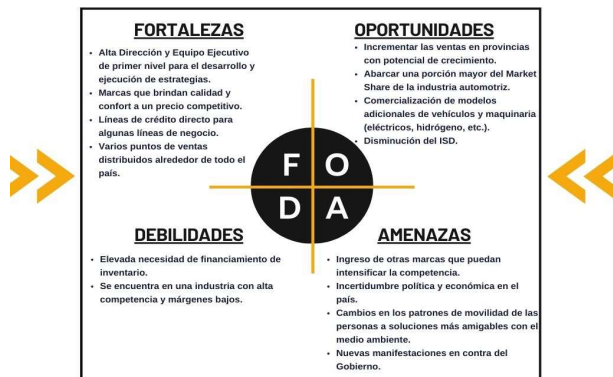 FORTALEZAS
• Alta Dirección y Equipo Ejecutivo
de primer nivel para el desarrollo y
ejecución de estrategias.
• Marcas que brindan calidad y
confort a un precio competitivo.
• Líneas de crédito directo para
algunas líneas de negocio.
• Varios puntos de ventas
distribuidos alrededor de todo el
país.
OPORTUNIDADES
• Incrementar las ventas en provincias
con potencial de crecimiento.
• Abarcar una porción mayor del Market
Share de la industria automotriz.
• Comercialización de modelos
adicionales de vehículos y maquinaria
(eléctricos, hidrógeno, etc.).
• Disminución del ISD.
F O
D A
DEBILIDADES
• Elevada necesidad de financiamiento de
inventario.
• Se encuentra en una industria con alta
competencia y márgenes bajos.
AMENAZAS
• Ingreso de otras marcas que puedan
intensificar la competencia.
• Incertidumbre política y económica en el
país.
• Cambios en los patrones de movilidad de las
personas a soluciones más amigables con el
medio ambiente.
• Nuevas manifestaciones en contra del
Gobierno.